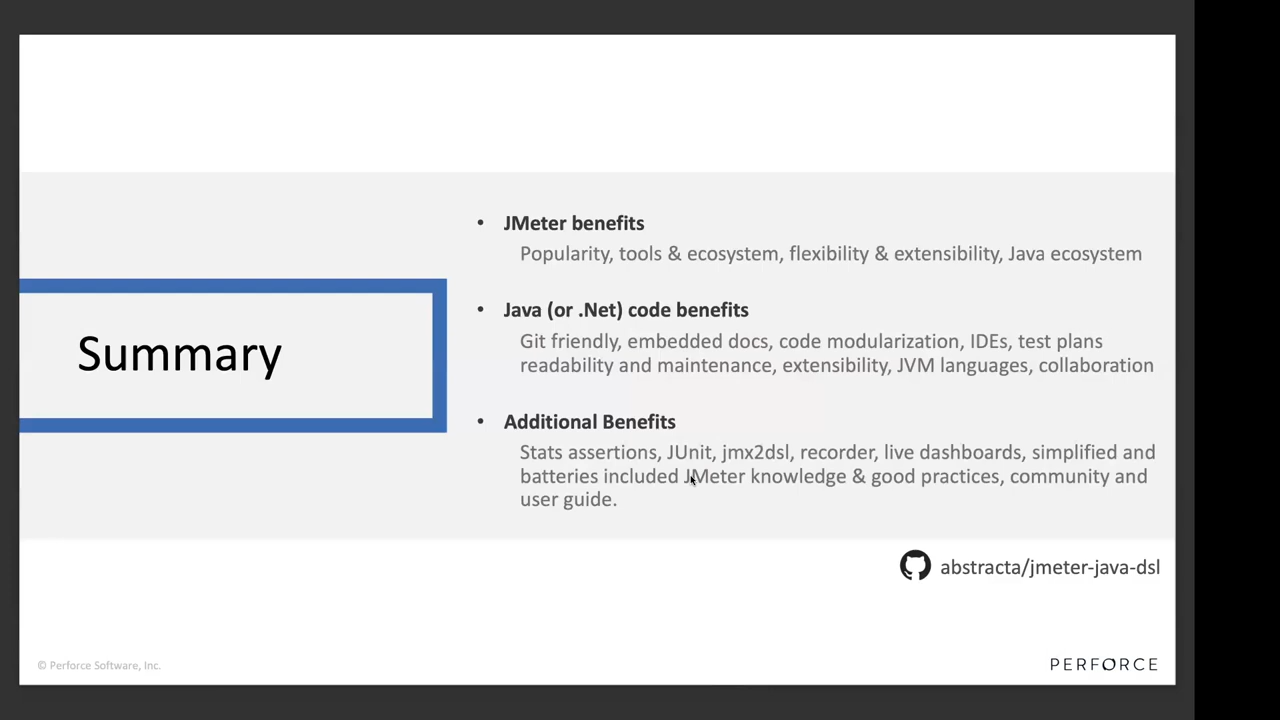 Summary
• JMeter benefits
Popularity, tools & ecosystem, flexibility & extensibility, Java ecosystem
• Java (or .Net) code benefits
Git friendly, embedded docs, code modularization, IDEs, test plans
readability and maintenance, extensibility, JVM languages, collaboration
• Additional Benefits
Stats assertions, JUnit, jmx2dsl, recorder, live dashboards, simplified and
batteries included JMeter knowledge & good practices, community and
user guide.
abstracta/jmeter-java-dsl
© Perforce Software, Inc.
PERFORCE